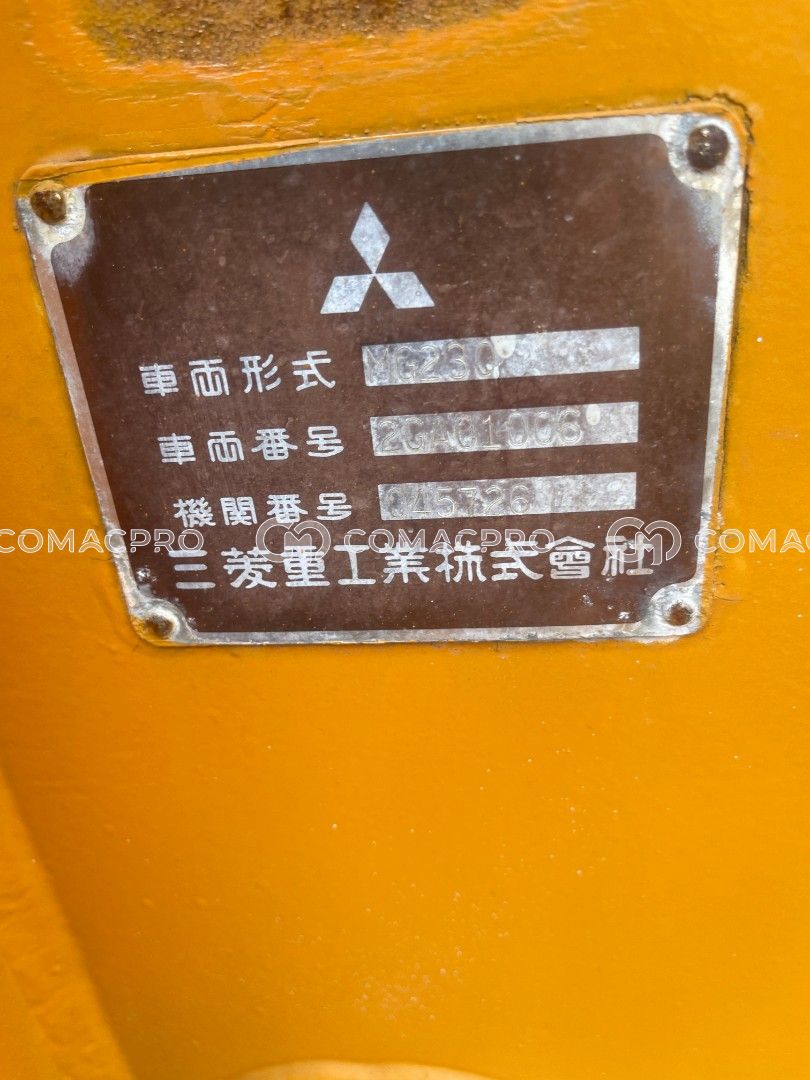 車両形式 MG230
車両番号 2GA01006
機関番号 045726
三菱重工業株式會社
COMACPRO COMACPRO COMAC